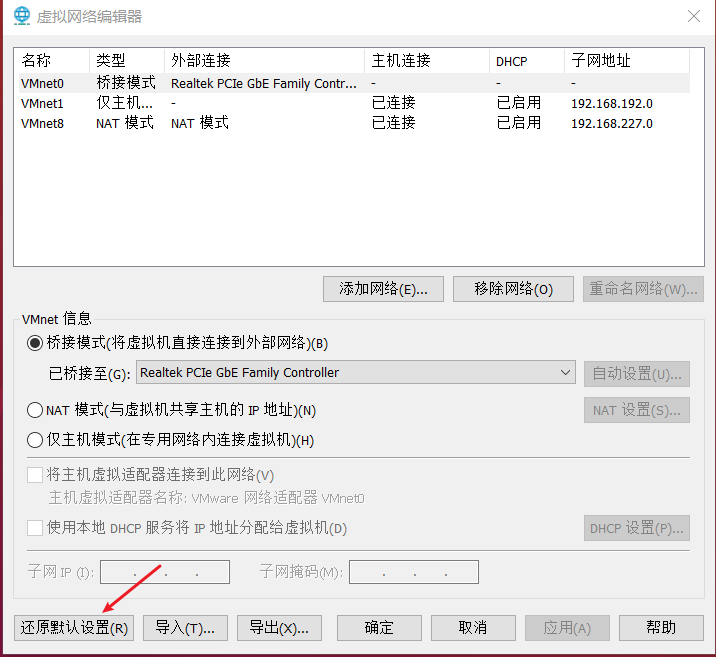 虚拟网络编辑器
名称 类型 外部连接 主机连接 DHCP 子网地址
VMnet0 桥接模式 Realtek PCIe GbE Family Contr... - - -
VMnet1 仅主机... - 已连接 已启用 192.168.192.0
VMnet8 NAT 模式 NAT 模式 已连接 已启用 192.168.227.0
添加网络(E)... 移除网络(O) 重命名网络(W)...
VMnet 信息
桥接模式(将虚拟机直接连接到外部网络)(B)
已桥接至(G): Realtek PCIe GbE Family Controller 自动设置(U)...
NAT 模式(与虚拟机共享主机的 IP 地址)(N) NAT 设置(S)...
仅主机模式(在专用网络内连接虚拟机)(H)
将主机虚拟适配器连接到此网络(V)
主机虚拟适配器名称: VMware 网络适配器 VMnet0
使用本地 DHCP 服务将 IP 地址分配给虚拟机(D) DHCP 设置(P)...
子网 IP (I): . . . 子网掩码(M): . . .
还原默认设置(R) 导入(T)... 导出(X)... 确定 取消 应用(A) 帮助